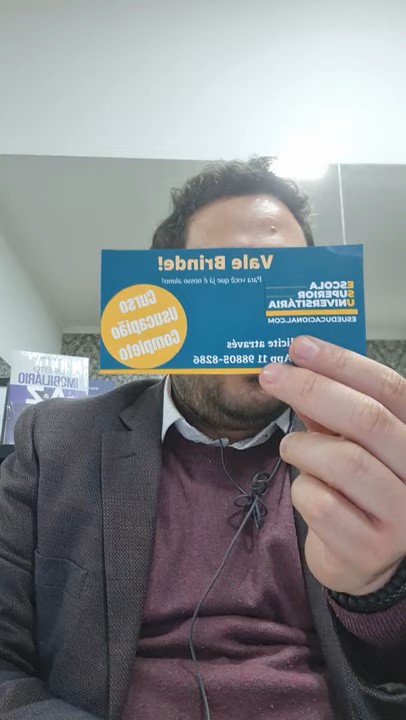 Vale Brinde!
Para você que já é nosso aluno!
ESCOLA
SUPERIOR
UNIVERSITÁRIA
ESUEDUCACIONAL.COM
Curso
Usucapião
Completo
através
11 98805-8286
IMOBILIÁRIO